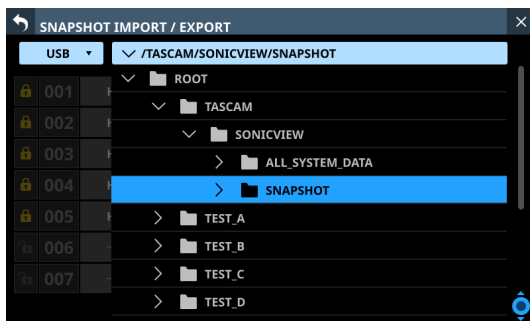 SNAPSHOT IMPORT / EXPORT
USB /TASCAM/SONICVIEW/SNAPSHOT
ROOT
001
TASCAM
002
SONICVIEW
003
ALL_SYSTEM_DATA
004
SNAPSHOT
005
TEST_A
006
TEST_B
007
TEST_C
TEST_D